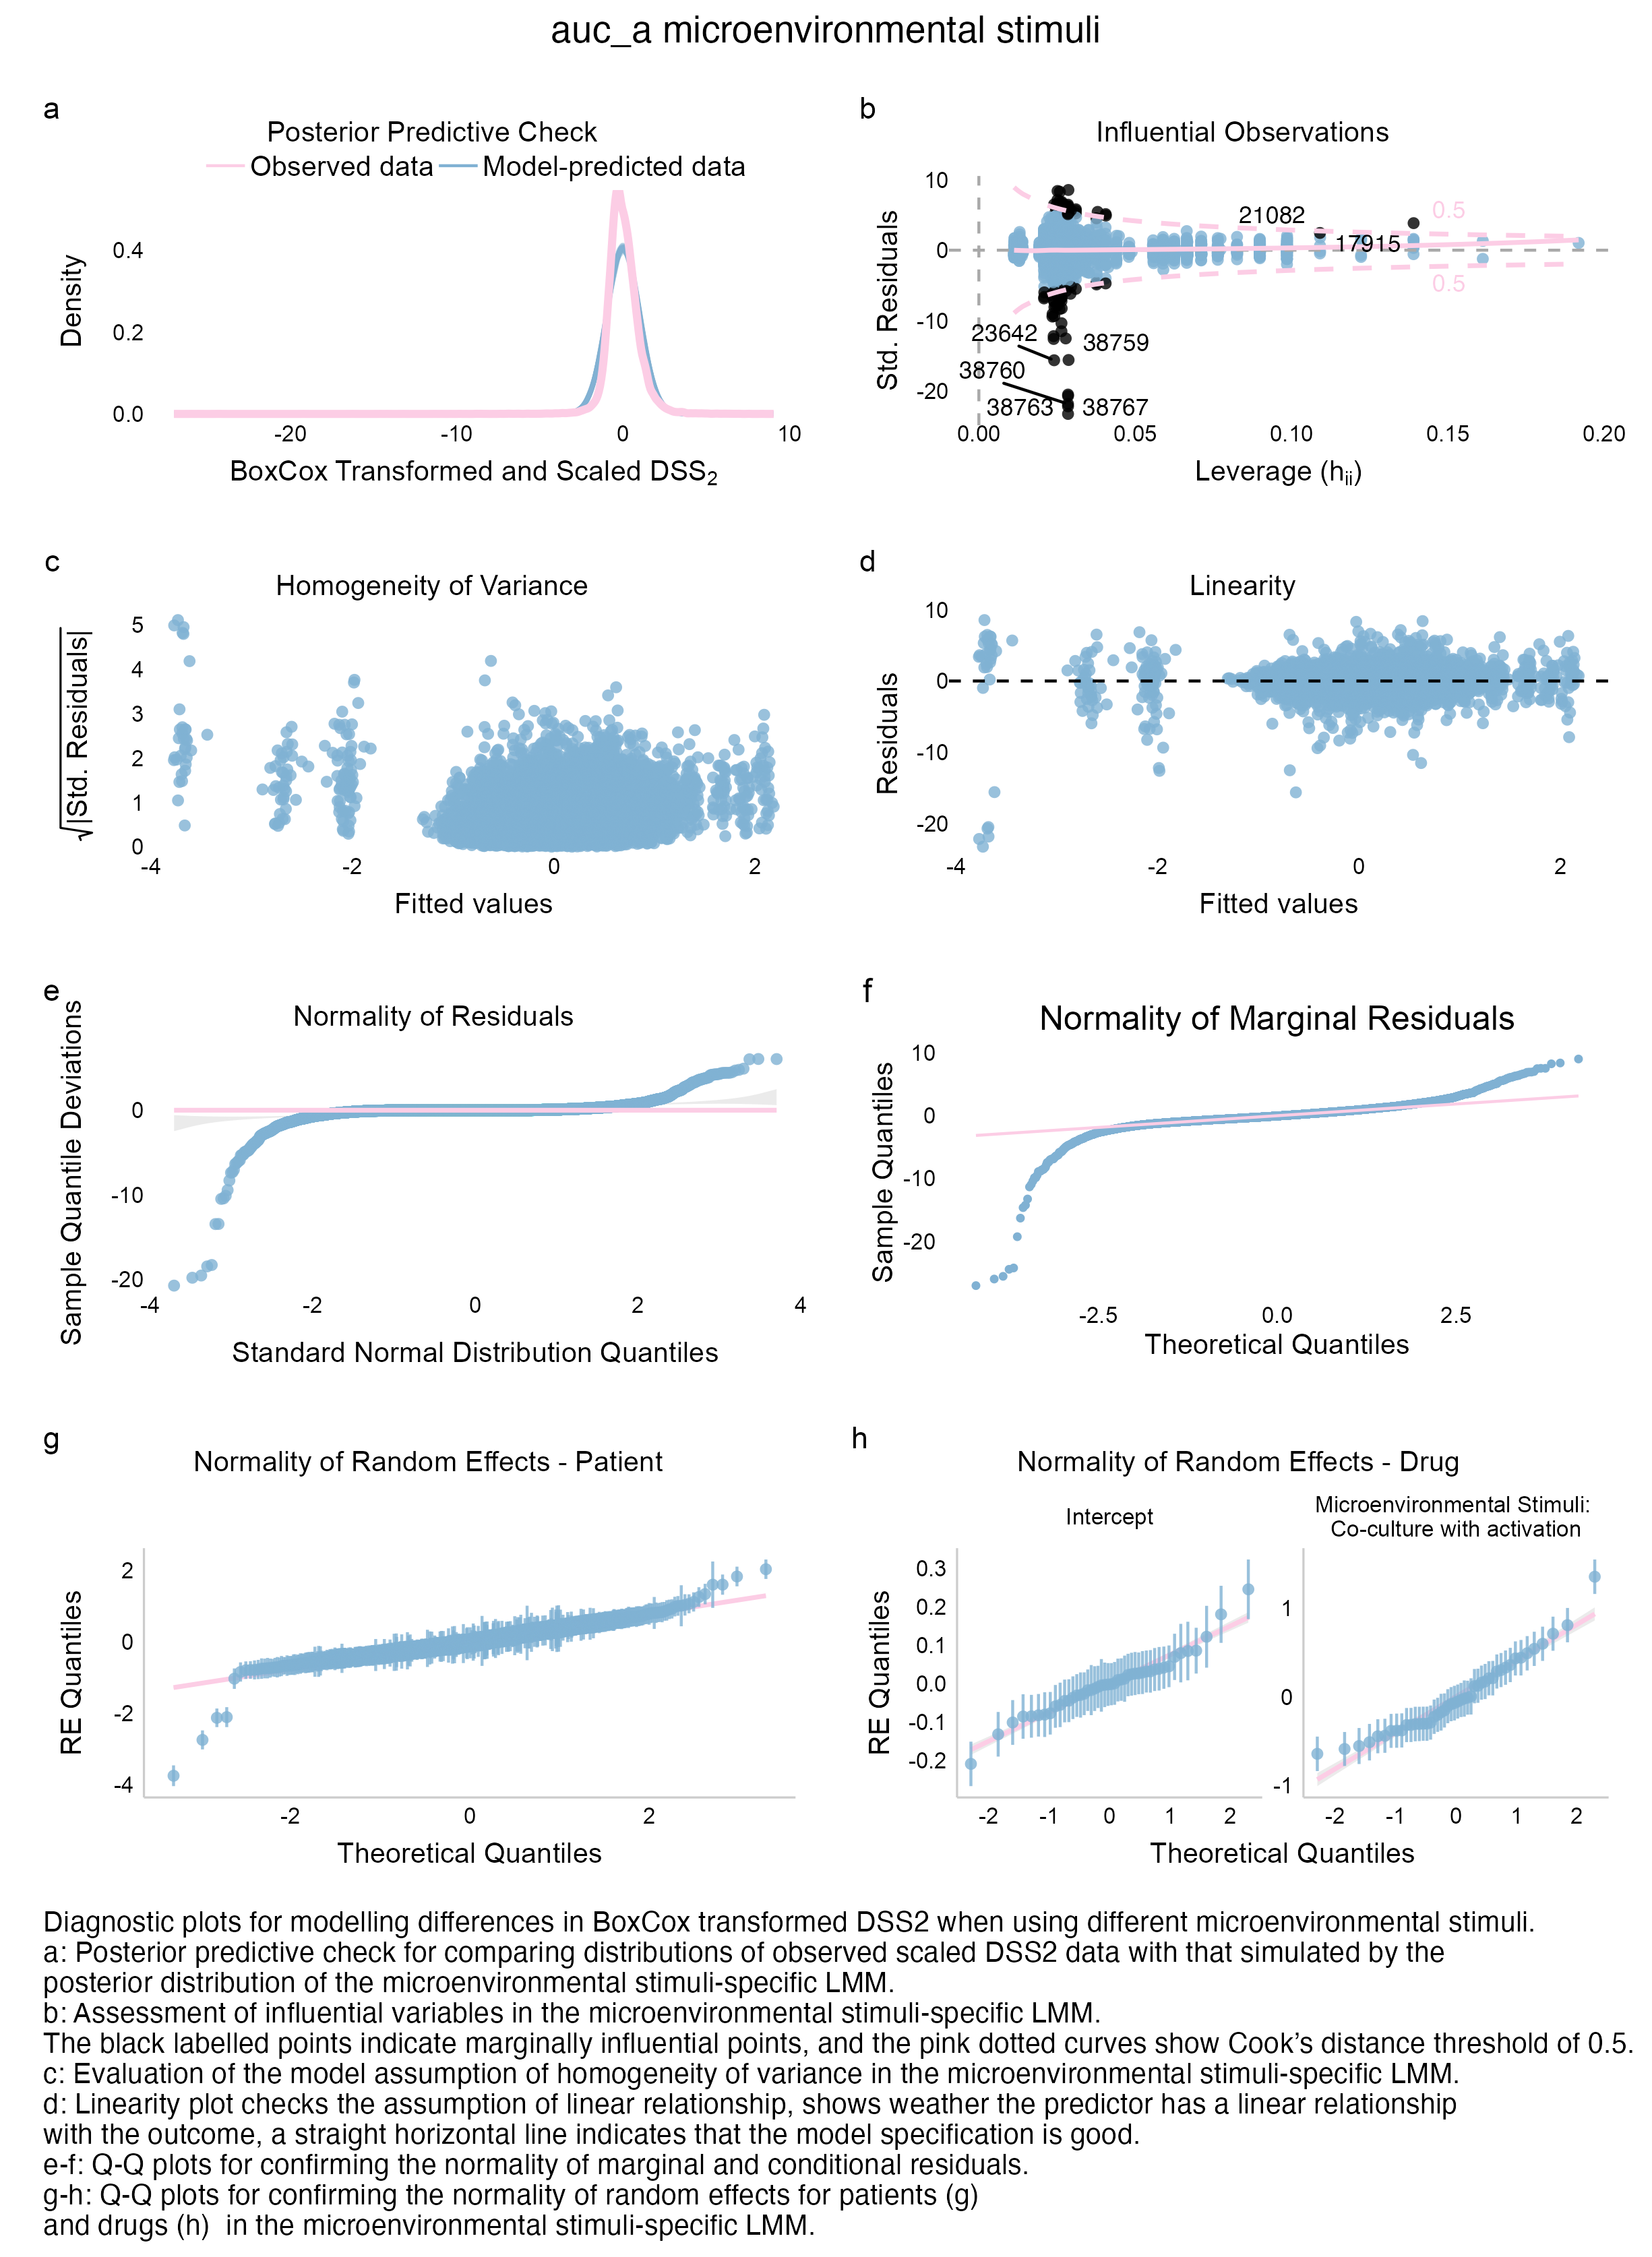 auc_a microenvironmental stimuli
a
Posterior Predictive Check
Observed data Model-predicted data
Density
0.4
0.2
0.0
-20 -10 0 10
BoxCox Transformed and Scaled DSS2
b
Influential Observations
Std. Residuals
10
0
-10
-20
21082
0.5
17915
0.5
23642
38759
38760
38763 38767
0.00 0.05 0.10 0.15 0.20
Leverage (hii)
c
Homogeneity of Variance
√|Std. Residuals|
5
4
3
2
1
0
-4 -2 0 2
Fitted values
d
Linearity
Residuals
10
0
-10
-20
-4 -2 0 2
Fitted values
e
Normality of Residuals
Sample Quantile Deviations
0
-10
-20
-4 -2 0 2 4
Standard Normal Distribution Quantiles
f
Normality of Marginal Residuals
Sample Quantiles
10
0
-10
-20
-2.5 0.0 2.5
Theoretical Quantiles
g
Normality of Random Effects - Patient
RE Quantiles
2
0
-2
-4
-2 0 2
Theoretical Quantiles
h
Normality of Random Effects - Drug
Intercept
Microenvironmental Stimuli:
Co-culture with activation
RE Quantiles
0.3
0.2
0.1
0.0
-0.1
-0.2
-2 -1 0 1 2
1
0
-1
-2 -1 0 1 2
Theoretical Quantiles
Diagnostic plots for modelling differences in BoxCox transformed DSS2 when using different microenvironmental stimuli.
a: Posterior predictive check for comparing distributions of observed scaled DSS2 data with that simulated by the
posterior distribution of the microenvironmental stimuli-specific LMM.
b: Assessment of influential variables in the microenvironmental stimuli-specific LMM.
The black labelled points indicate marginally influential points, and the pink dotted curves show Cook’s distance threshold of 0.5.
c: Evaluation of the model assumption of homogeneity of variance in the microenvironmental stimuli-specific LMM.
d: Linearity plot checks the assumption of linear relationship, shows weather the predictor has a linear relationship
with the outcome, a straight horizontal line indicates that the model specification is good.
e-f: Q-Q plots for confirming the normality of marginal and conditional residuals.
g-h: Q-Q plots for confirming the normality of random effects for patients (g)
and drugs (h) in the microenvironmental stimuli-specific LMM.